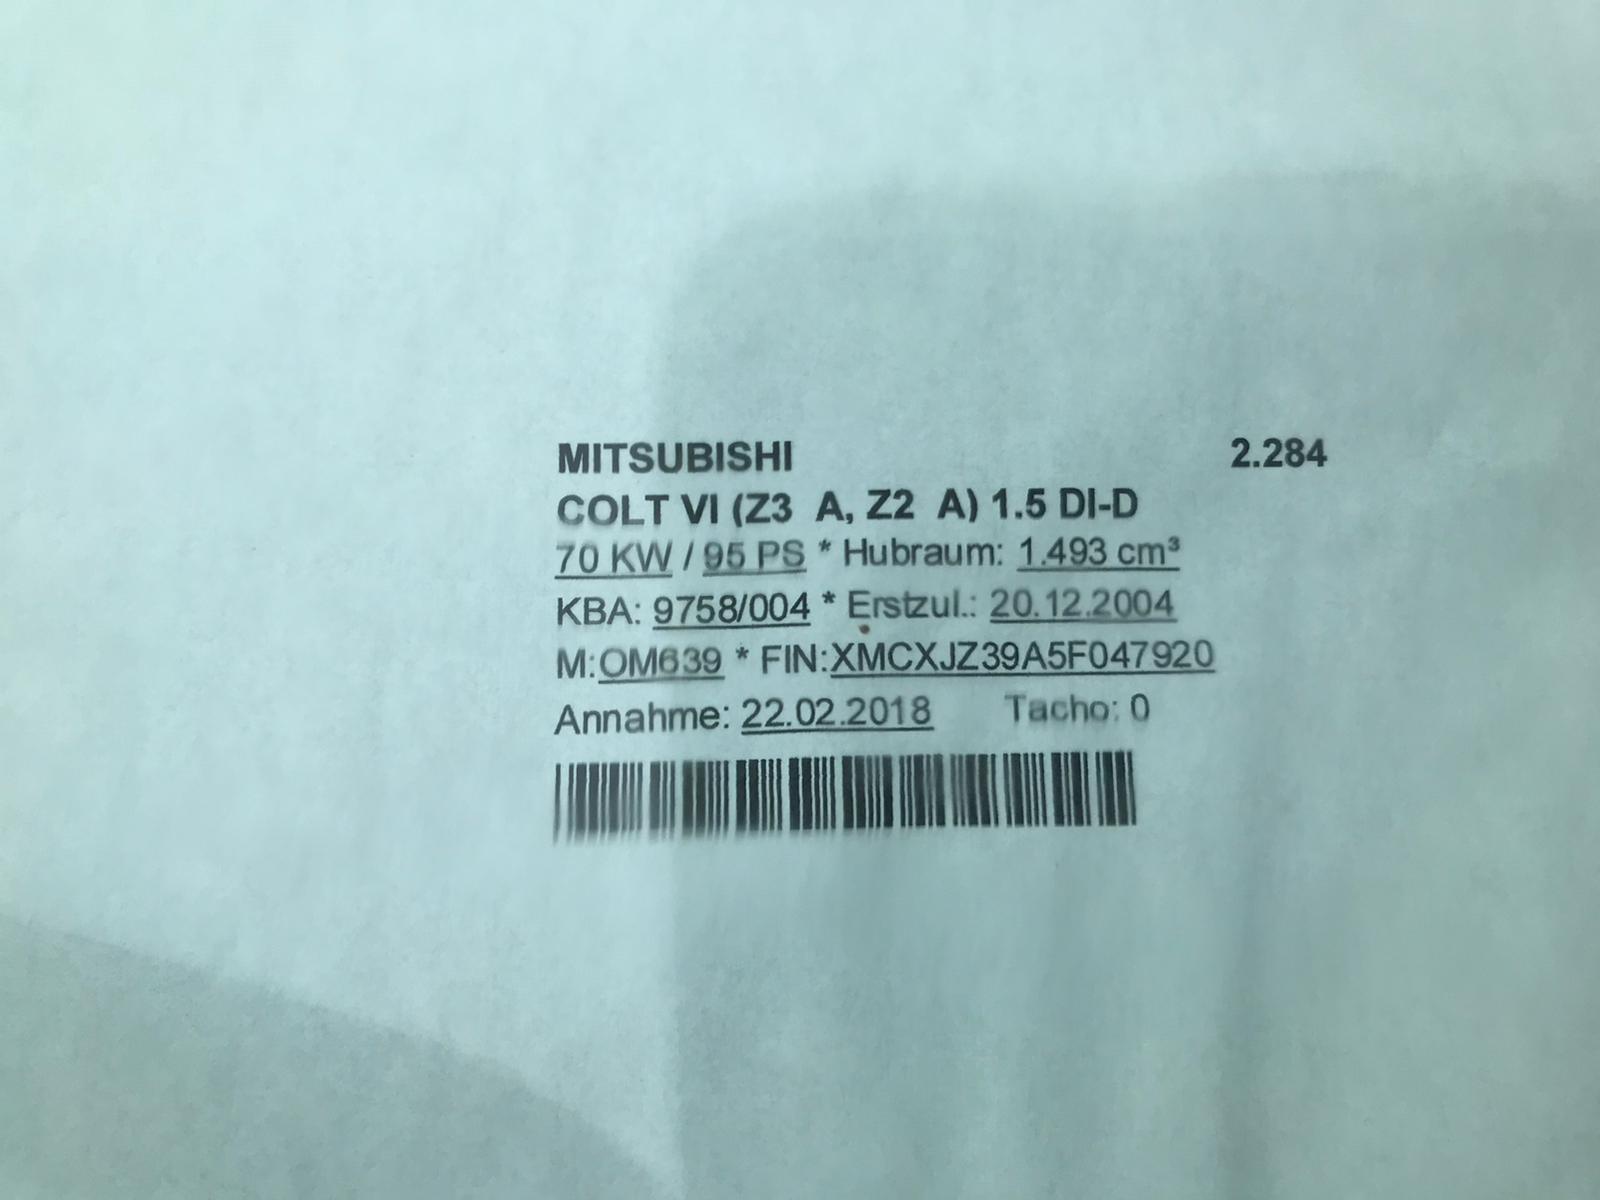 MITSUBISHI 2.284
COLT VI (Z3 A, Z2 A) 1.5 DI-D
70 KW / 95 PS * Hubraum: 1.493 cm³
KBA: 9758/004 * Erstzul.: 20.12.2004
M:OM639 * FIN:XMCXJZ39A5F047920
Annahme: 22.02.2018 Tacho: 0